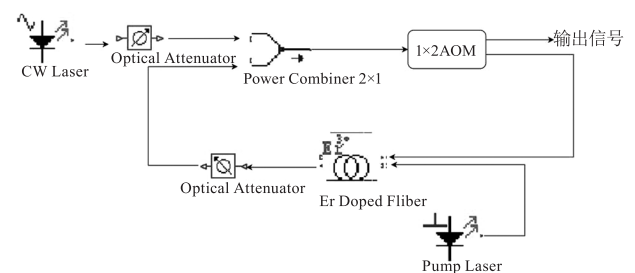 CW Laser
Optical Attenuator
Power Combiner 2×1
1×2AOM
输出信号
Optical Attenuator
Er Doped Fliber
Pump Laser